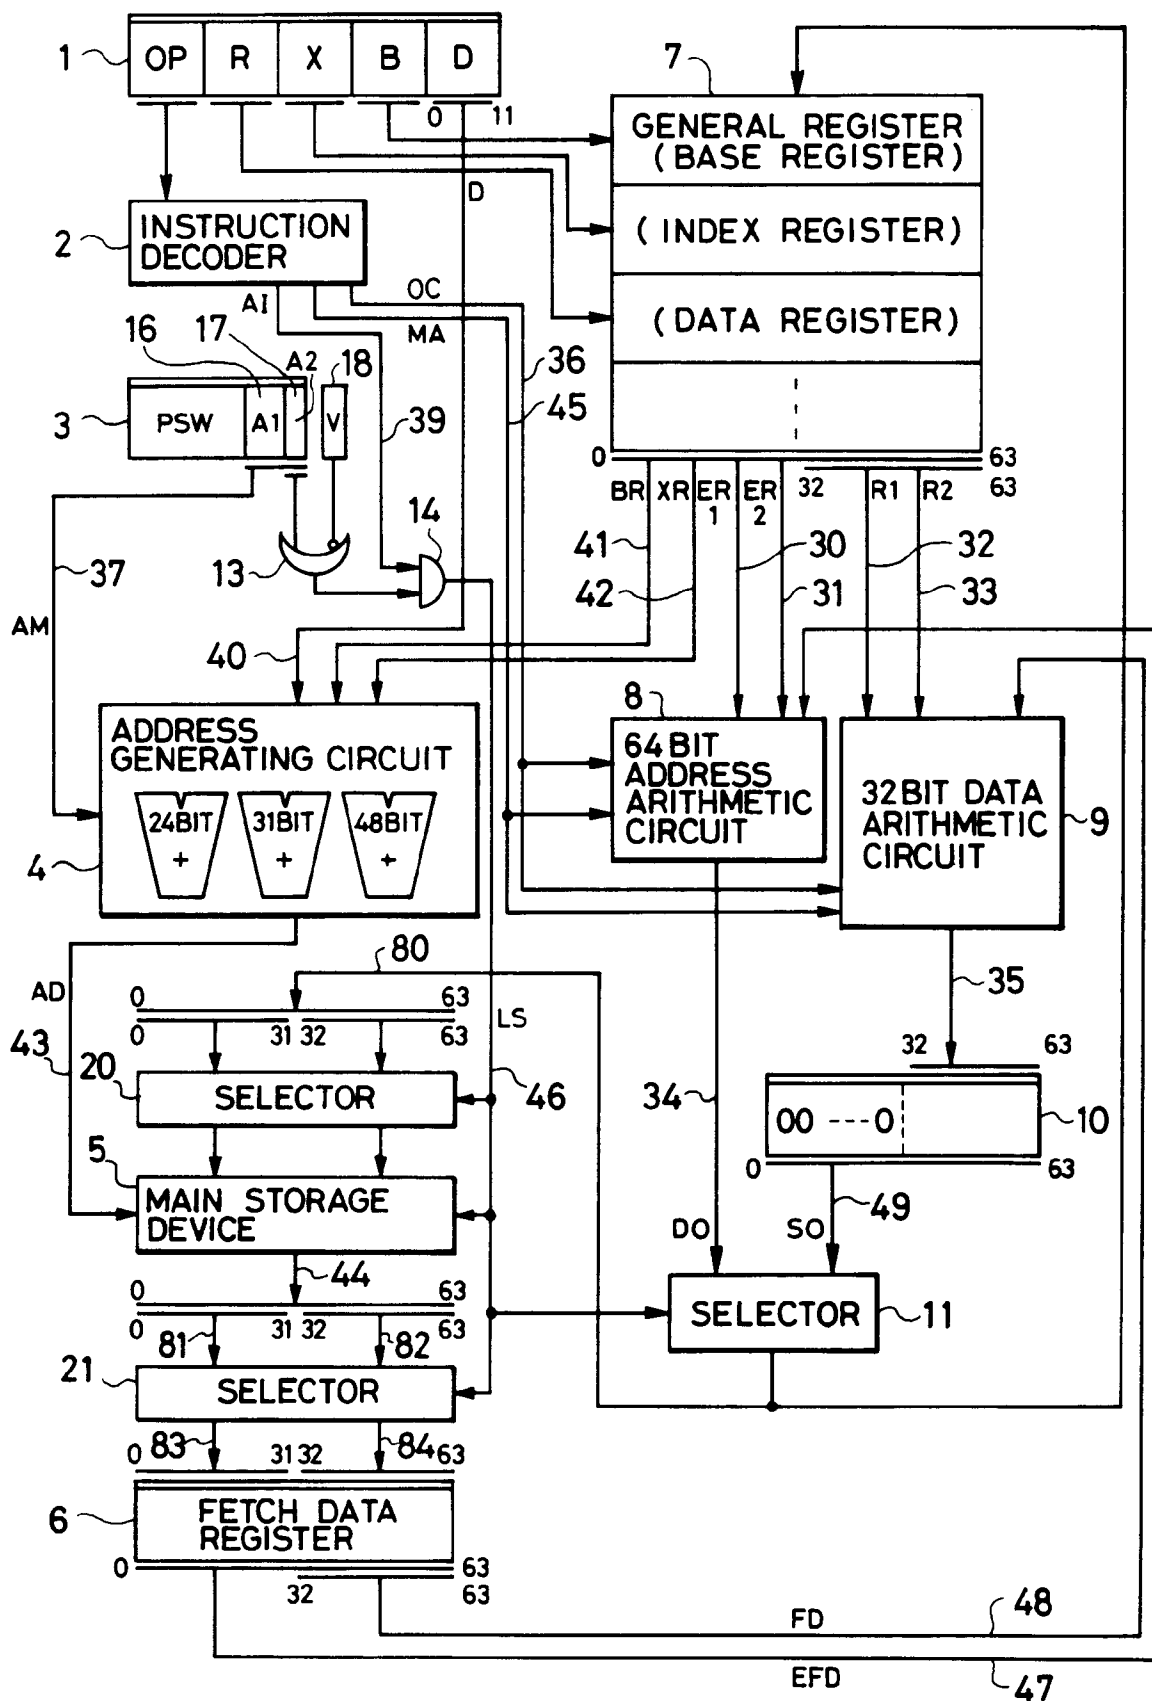 1
OP R X B D
0 11
7
GENERAL REGISTER
(BASE REGISTER)
(INDEX REGISTER)
(DATA REGISTER)
D
2
INSTRUCTION
DECODER
AI
OC
MA
16
17
A2
18
3
PSW
A1
V
39
36
45
0 63
BR XR ER ER 32 R1 R2 63
1 2
37
13
14
41
42
30
31
32
33
AM
40
8
ADDRESS
GENERATING CIRCUIT
24BIT 31BIT 48BIT
+ + +
4
64BIT
ADDRESS
ARITHMETIC
CIRCUIT
32BIT DATA
ARITHMETIC
CIRCUIT
9
80
AD
43
0 63
0 31 32 63
LS
35
32 63
20
SELECTOR
46
34
00 ---0
10
0 63
5
MAIN STORAGE
DEVICE
49
DO
SO
44
0 63
0 31 32 63
81
82
SELECTOR
11
21
SELECTOR
83
84
0 31 32 63
6
FETCH DATA
REGISTER
0 63
32 63
FD
48
EFD
47